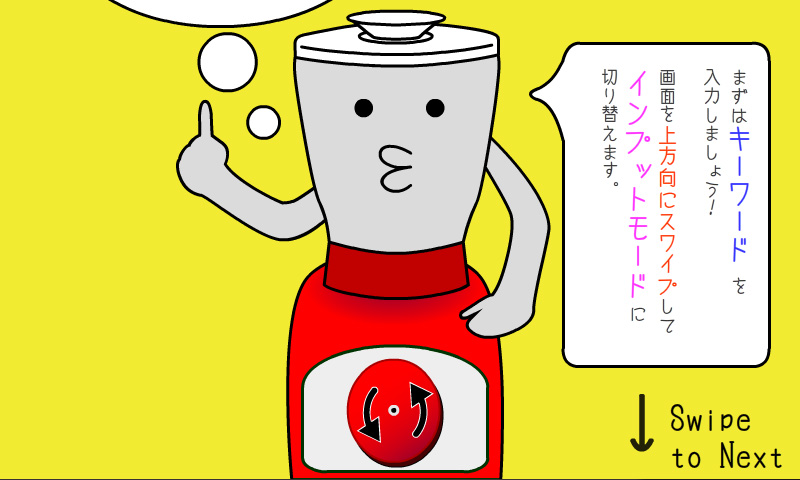 まずはキーワードを
入力しましょう!
画面を上方向にスワイプして
インプットモードに
切り替えます。
Swipe
to Next